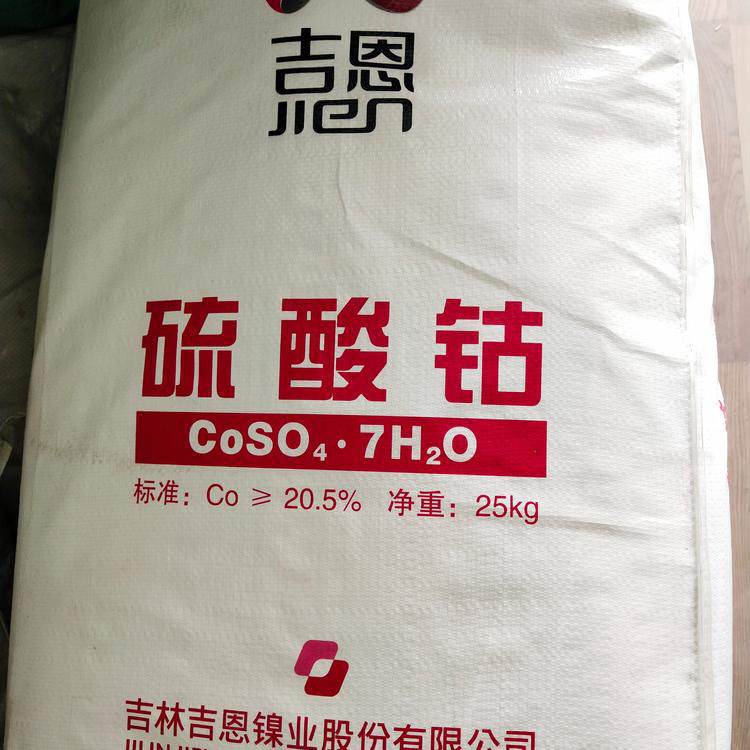 吉恩
Jien
硫酸钴
CoSO₄·7H₂O
标准：Co ≥ 20.5% 净重：25kg
吉林吉恩镍业股份有限公司